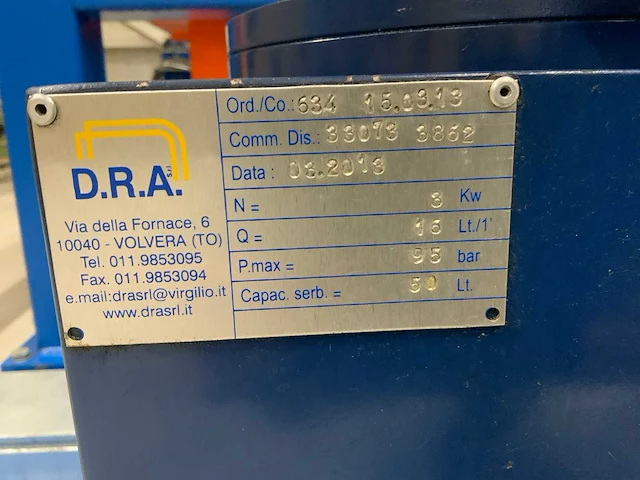 D.R.A. s.r.l.
Via della Fornace, 6
10040 - VOLVERA (TO)
Tel. 011.9853095
Fax. 011.9853094
e.mail:drasrl@virgilio.it
www.drasrl.it
Ord./Co.: 634 15.03.13
Comm. Dis.: 33073 3862
Data : 03.2013
N = 3 Kw
Q = 16 Lt./1'
P.max = 95 bar
Capac. serb. = 50 Lt.